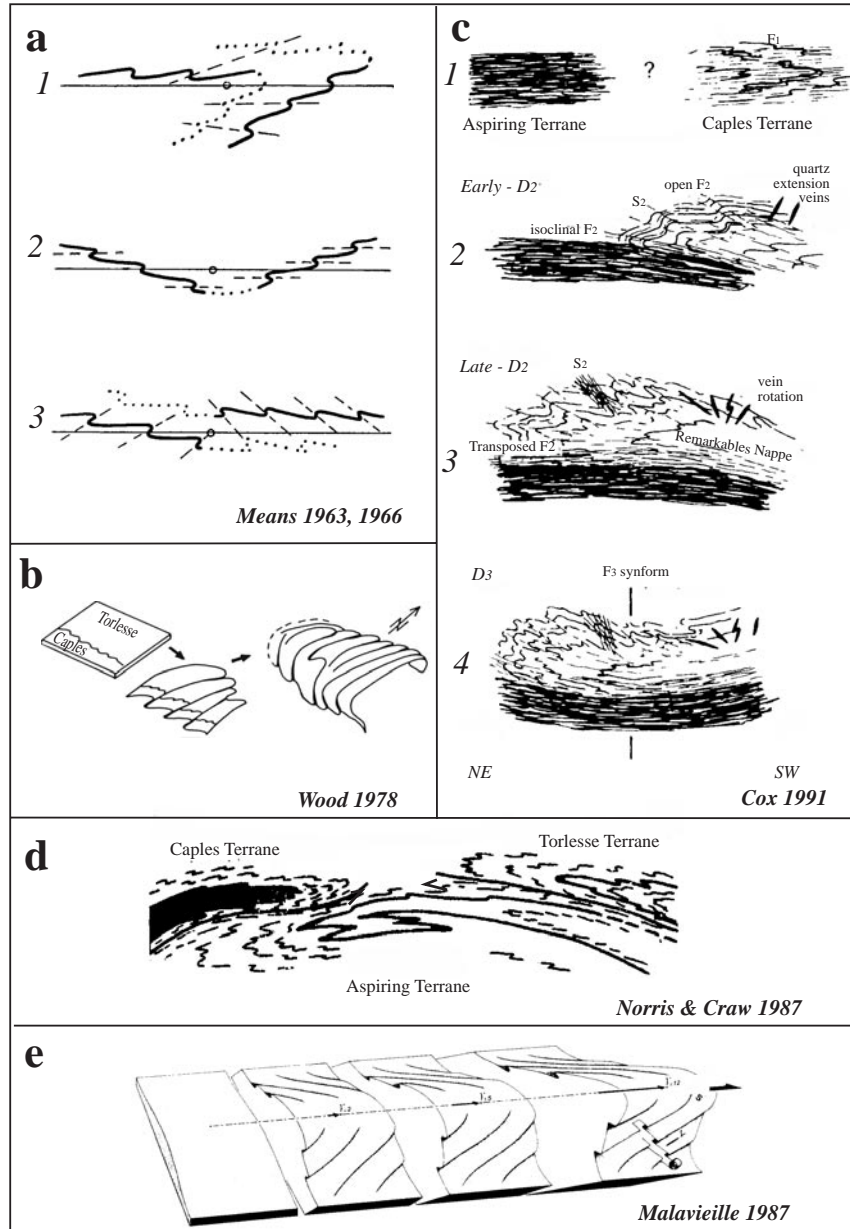 a
1
2
3
Means 1963, 1966
b
Torlesse
Caples
N
Wood 1978
c
F1
1
?
Aspiring Terrane
Caples Terrane
Early - D2
open F2
quartz
extension
veins
S2
isoclinal F2
2
Late - D2
S2
vein
rotation
Transposed F2
Remarkables Nappe
3
D3
F3 synform
4
NE
SW
Cox 1991
d
Caples Terrane
Torlesse Terrane
Aspiring Terrane
Norris & Craw 1987
e
S
L
Malavieille 1987